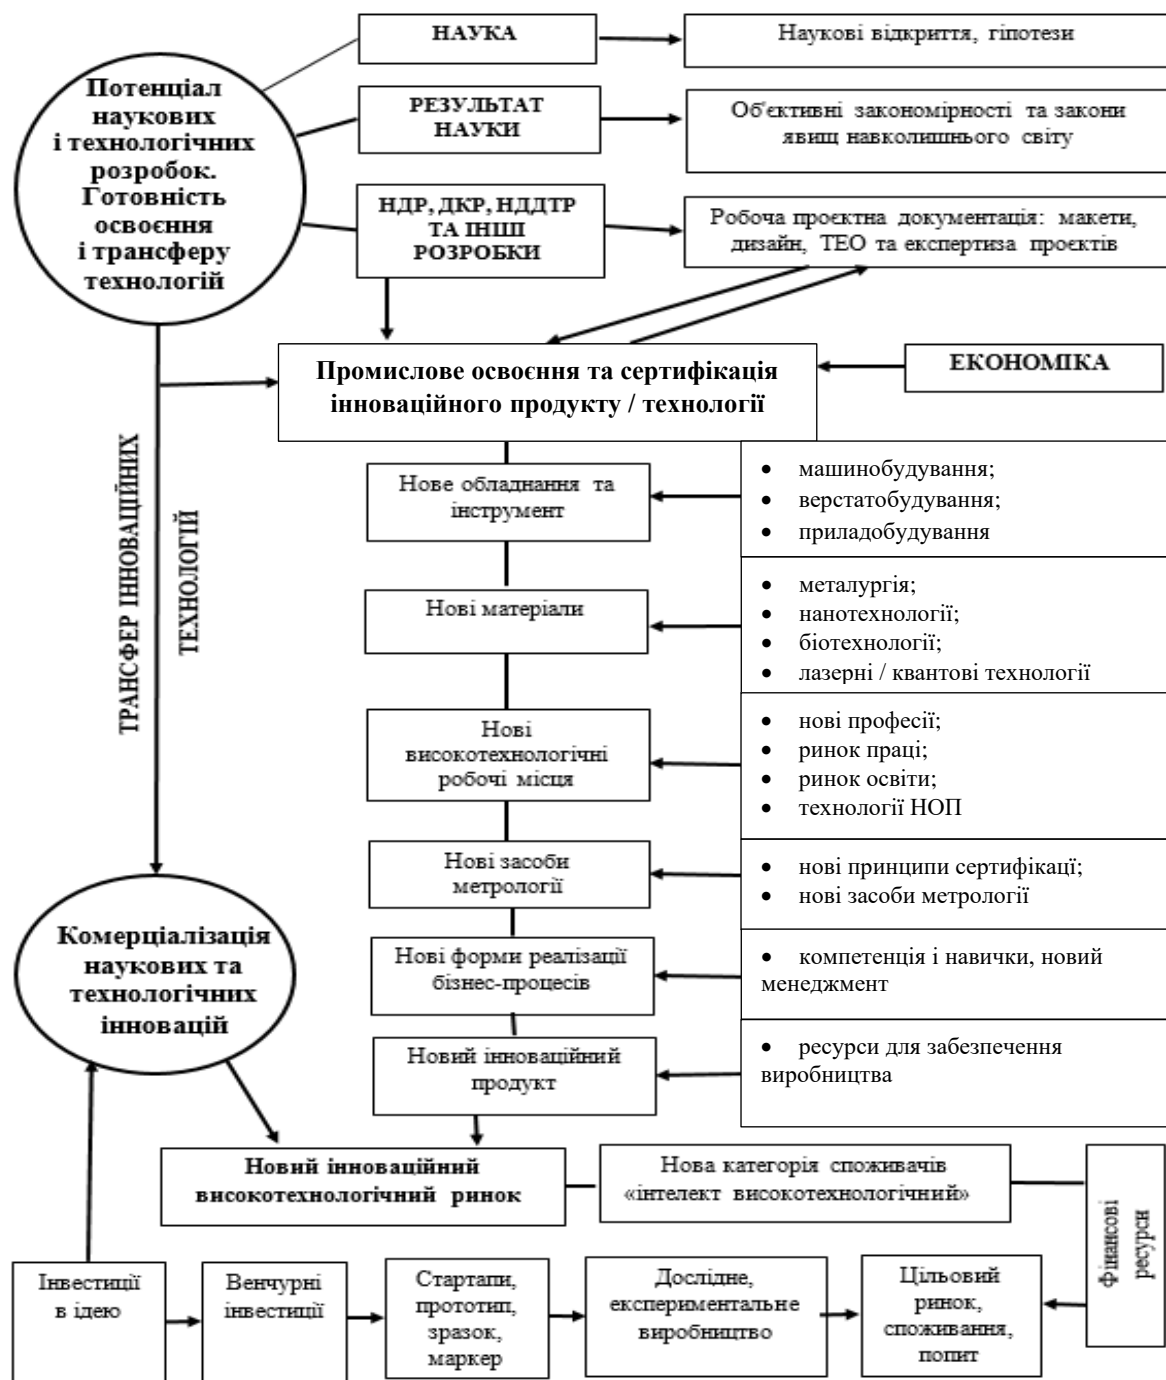 НАУКА
Наукові відкриття, гіпотези
Потенціал
наукових
і технологічних
розробок.
Готовність
освоєння
і трансферу
технологій
РЕЗУЛЬТАТ
НАУКИ
Об'єктивні закономірності та закони
явищ навколишнього світу
НДР, ДКР, НДДТР
ТА ІНШІ
РОЗРОБКИ
Робоча проєктна документація: макети,
дизайн, ТЕО та експертиза проєктів
Промислове освоєння та сертифікація
інноваційного продукту / технології
ЕКОНОМІКА
ТРАНСФЕР ІННОВАЦІЙНИХ
ТЕХНОЛОГІЙ
Нове обладнання та
інструмент
• машинобудування;
• верстатобудування;
• приладобудування
Нові матеріали
• металургія;
• нанотехнології;
• біотехнології;
• лазерні / квантові технології
Нові
високотехнологічні
робочі місця
• нові професії;
• ринок праці;
• ринок освіти;
• технології НОП
Нові засоби
метрології
• нові принципи сертифікації;
• нові засоби метрології
Комерціалізація
наукових та
технологічних
інновацій
Нові форми реалізації
бізнес-процесів
• компетенція і навички, новий
менеджмент
Новий інноваційний
продукт
• ресурси для забезпечення
виробництва
Новий інноваційний
високотехнологічний ринок
Нова категорія споживачів
«інтелект високотехнологічний»
Фінансові
ресурси
Інвестиції
в ідею
Венчурні
інвестиції
Стартапи,
прототип,
зразок,
маркер
Дослідне,
експериментальне
виробництво
Цільовий
ринок,
споживання,
попит